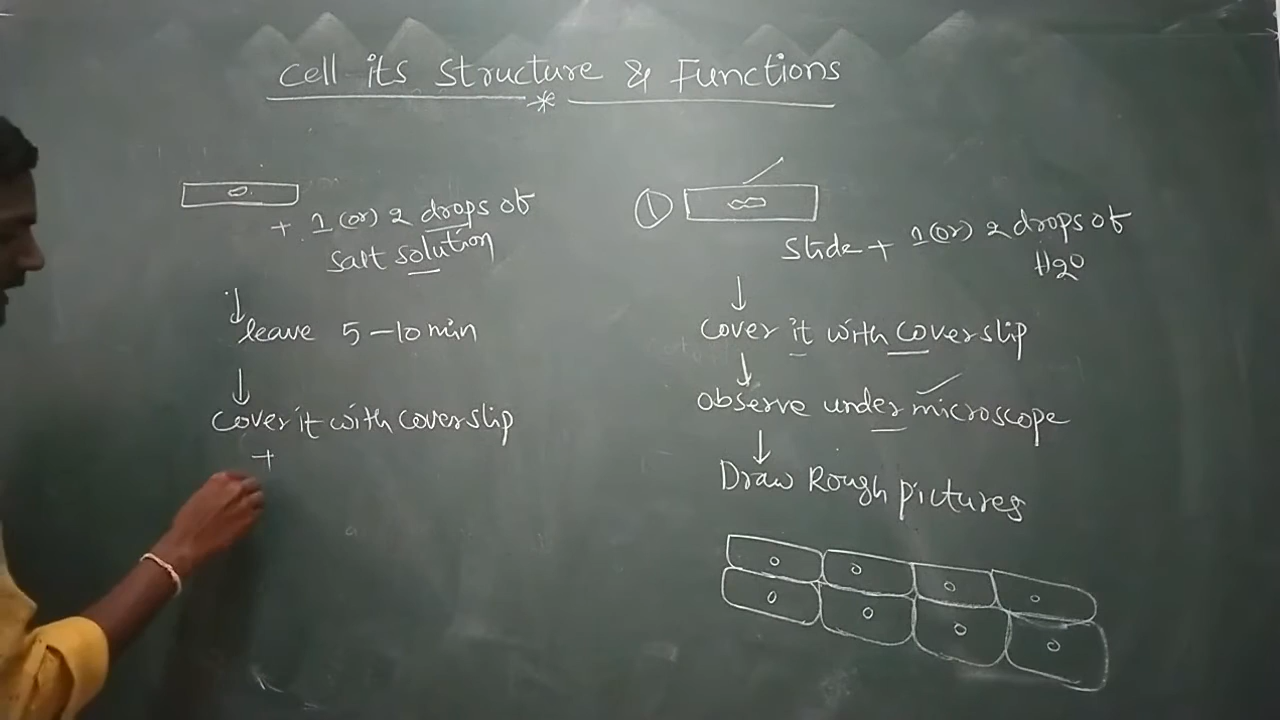 Cell its Structure & Functions
*
+ 1 (or) 2 drops of
salt solution
↓
leave 5-10 min
↓
Cover it with coverslip
+
①
Slide + 1(or) 2 drops of
H2O
↓
Cover it with coverslip
↓
observe under microscope
↓
Draw Rough pictures